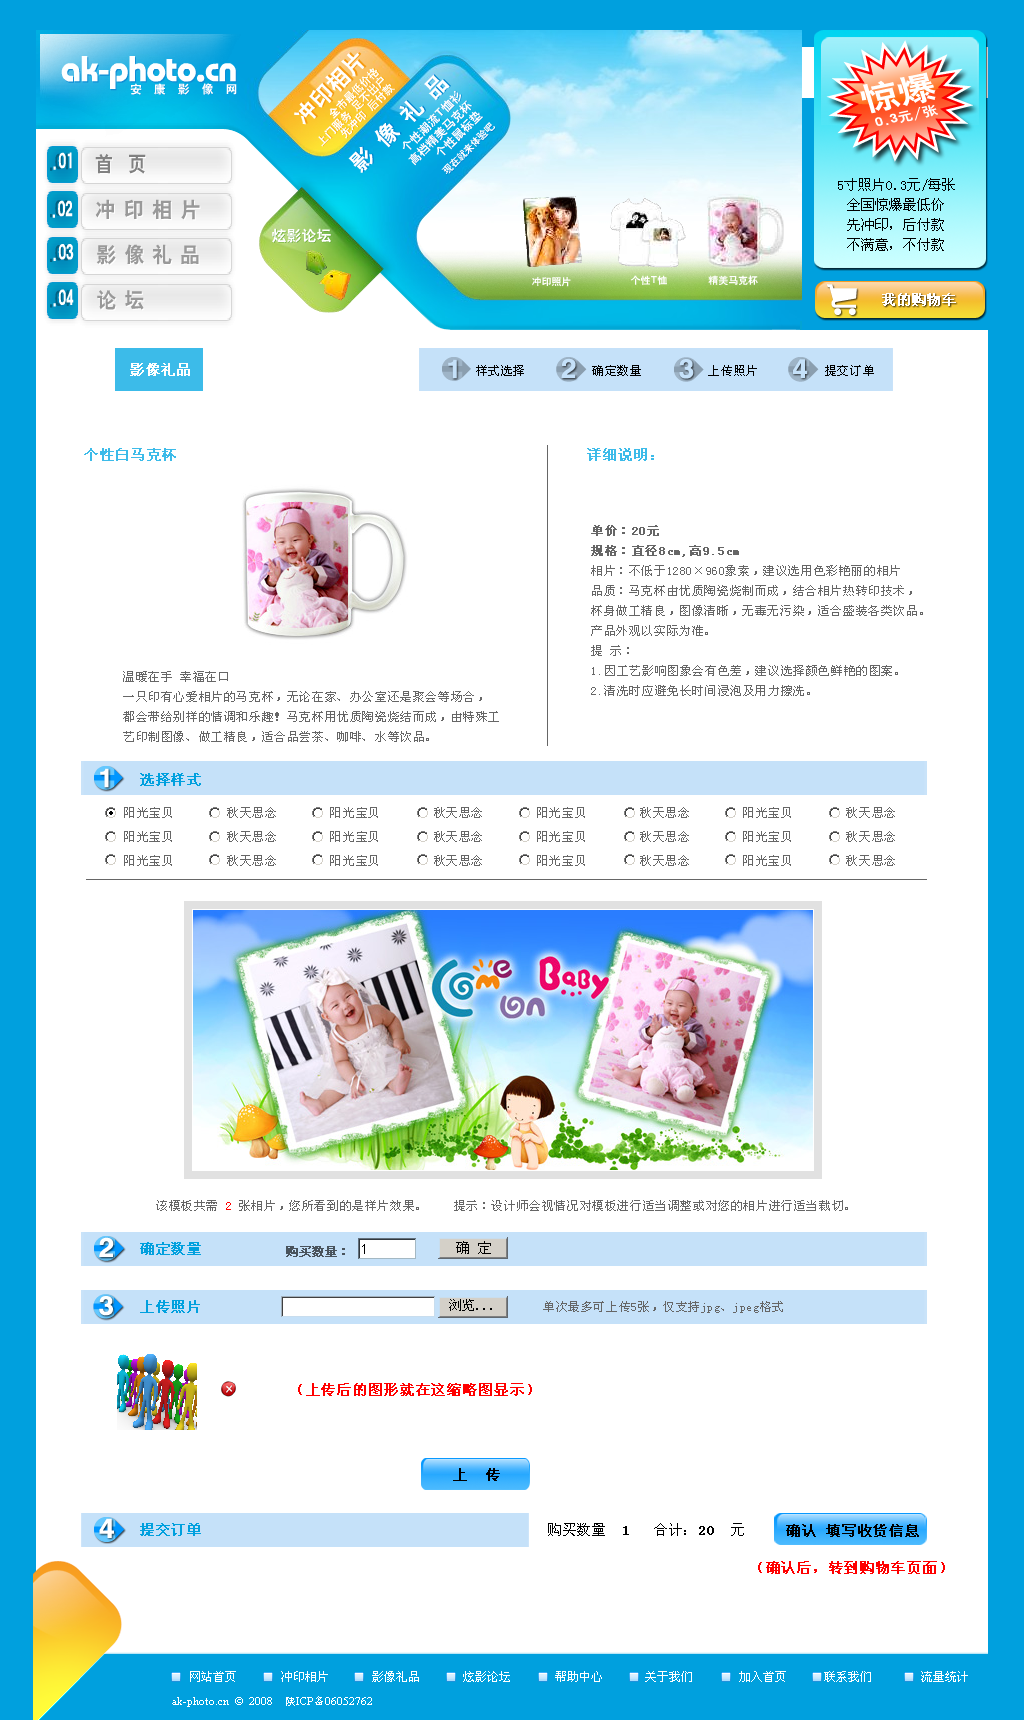 ak-photo.cn
安康影像网
冲印相片
全市最低价格
足不出户
上门服务
先冲印 后付款
影像礼品
个性潮流T恤衫
高档精美马克杯
个性鼠标垫
现在就来体验吧
炫影论坛
.01 首 页
.02 冲印相片
.03 影像礼品
.04 论坛
冲印照片
个性T恤
精美马克杯
惊爆
0.3元/张
5寸照片0.3元/每张
全国惊爆最低价
先冲印，后付款
不满意，不付款
我的购物车
影像礼品
1 样式选择
2 确定数量
3 上传照片
4 提交订单
个性白马克杯
温暖在手 幸福在口
一只印有心爱相片的马克杯，无论在家、办公室还是聚会等场合，
都会带给别样的情调和乐趣！马克杯用优质陶瓷烧结而成，由特殊工
艺印制图像、做工精良，适合品尝茶、咖啡、水等饮品。
详细说明：
单价：20元
规格：直径8cm,高9.5cm
相片：不低于1280×960象素，建议选用色彩艳丽的相片
品质：马克杯由优质陶瓷烧制而成，结合相片热转印技术，
杯身做工精良，图像清晰，无毒无污染，适合盛装各类饮品。
产品外观以实际为准。
提 示：
1.因工艺影响图象会有色差，建议选择颜色鲜艳的图案。
2.清洗时应避免长时间浸泡及用力擦洗。
1 选择样式
阳光宝贝 秋天思念 阳光宝贝 秋天思念 阳光宝贝 秋天思念 阳光宝贝 秋天思念
阳光宝贝 秋天思念 阳光宝贝 秋天思念 阳光宝贝 秋天思念 阳光宝贝 秋天思念
阳光宝贝 秋天思念 阳光宝贝 秋天思念 阳光宝贝 秋天思念 阳光宝贝 秋天思念
Come on BaBy
该模板共需 2 张相片，您所看到的是样片效果。 提示：设计师会视情况对模板进行适当调整或对您的相片进行适当裁切。
2 确定数量 购买数量： 1 确 定
3 上传照片 浏览... 单次最多可上传5张，仅支持jpg、jpeg格式
（上传后的图形就在这缩略图显示）
上 传
4 提交订单 购买数量 1 合计：20 元 确认 填写收货信息
（确认后，转到购物车页面）
网站首页 冲印相片 影像礼品 炫影论坛 帮助中心 关于我们 加入首页 联系我们 流量统计
ak-photo.cn © 2008 陕ICP备06052762